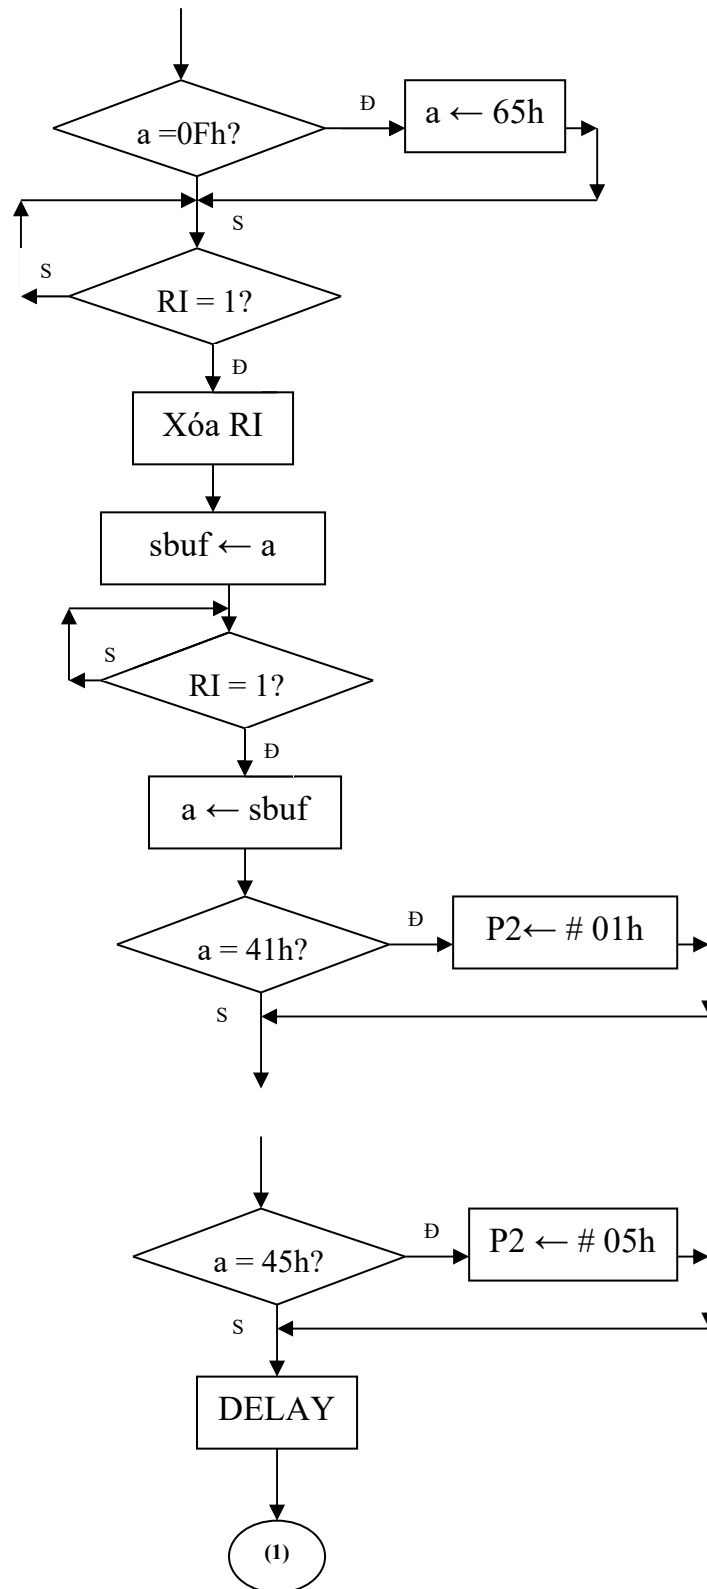 Đ
a ← 65h
a =0Fh?
S
S
RI = 1?
Đ
Xóa RI
sbuf ← a
S
RI = 1?
Đ
a ← sbuf
Đ
P2← # 01h
a = 41h?
S
Đ
P2 ← # 05h
a = 45h?
S
DELAY
(1)